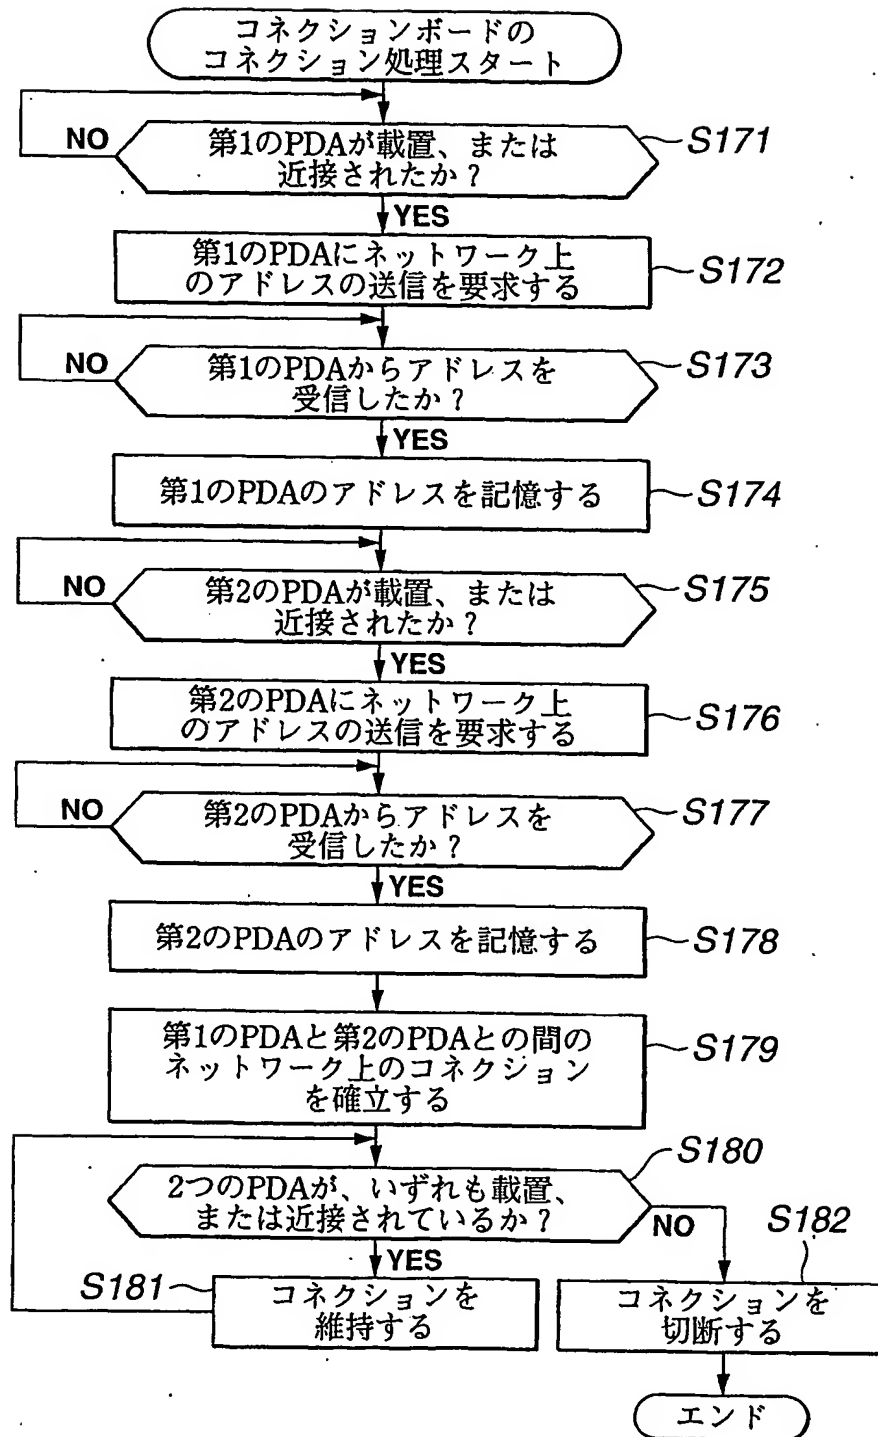 コネクションボードの
コネクション処理スタート
NO
第1のPDAが載置、または
近接されたか？
S171
YES
第1のPDAにネットワーク上
のアドレスの送信を要求する
S172
NO
第1のPDAからアドレスを
受信したか？
S173
YES
第1のPDAのアドレスを記憶する
S174
NO
第2のPDAが載置、または
近接されたか？
S175
YES
第2のPDAにネットワーク上
のアドレスの送信を要求する
S176
NO
第2のPDAからアドレスを
受信したか？
S177
YES
第2のPDAのアドレスを記憶する
S178
第1のPDAと第2のPDAとの間の
ネットワーク上のコネクション
を確立する
S179
S180
2つのPDAが、いずれも載置、
または近接されているか？
NO
S182
YES
S181
コネクションを
維持する
コネクションを
切断する
エンド